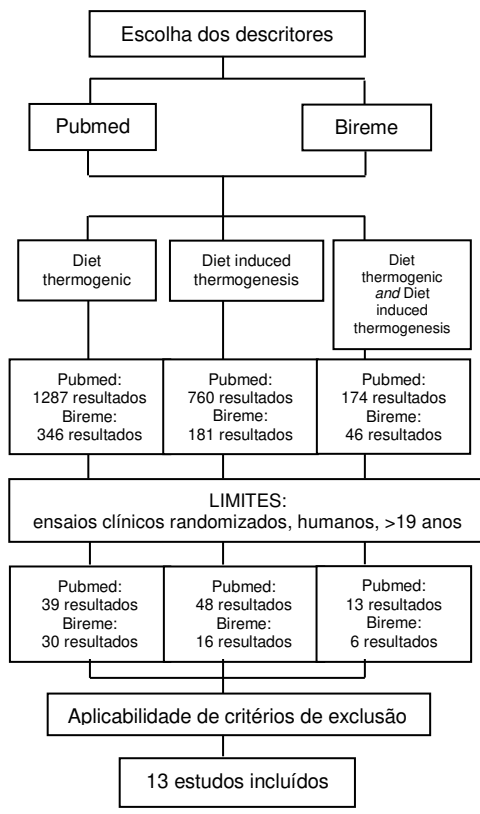 Escolha dos descritores
Pubmed
Bireme
Diet
thermogenic
Diet induced
thermogenesis
Diet
thermogenic
and Diet
induced
thermogenesis
Pubmed:
1287 resultados
Bireme:
346 resultados
Pubmed:
760 resultados
Bireme:
181 resultados
Pubmed:
174 resultados
Bireme:
46 resultados
LIMITES:
ensaios clínicos randomizados, humanos, >19 anos
Pubmed:
39 resultados
Bireme:
30 resultados
Pubmed:
48 resultados
Bireme:
16 resultados
Pubmed:
13 resultados
Bireme:
6 resultados
Aplicabilidade de critérios de exclusão
13 estudos incluídos